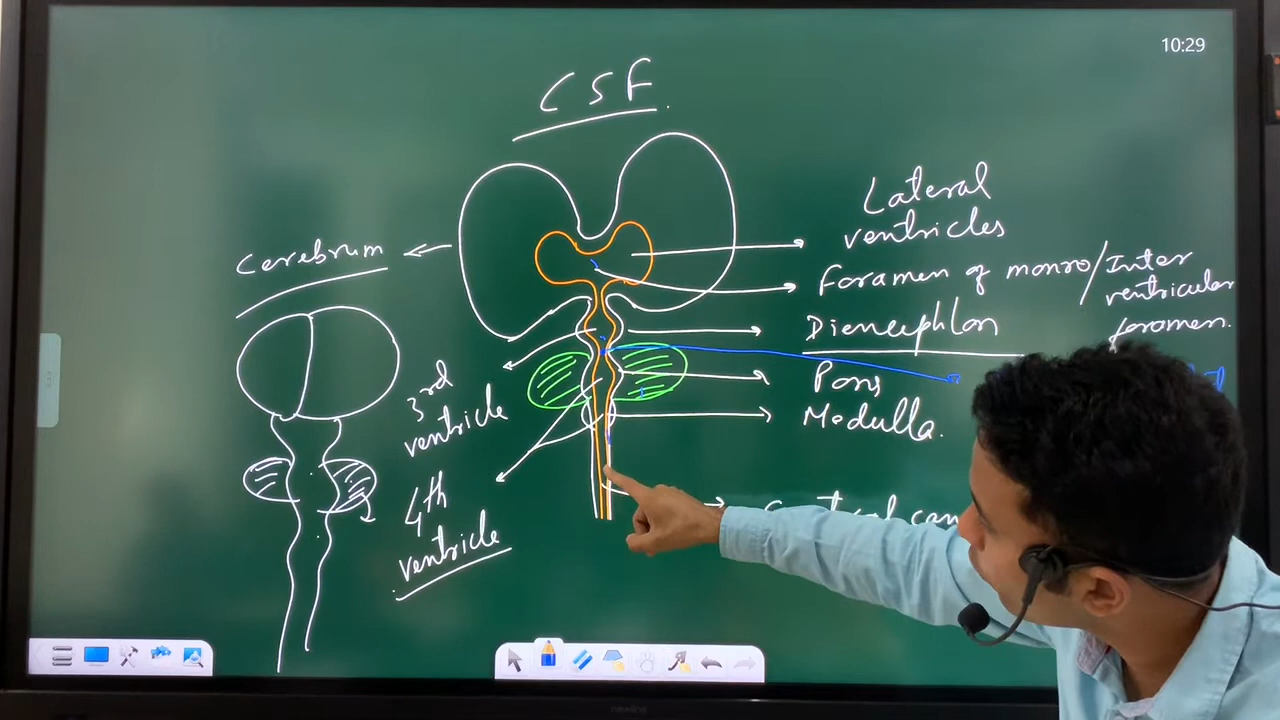 10:29
CSF.
Lateral
ventricles
Cerebrum
Foramen of monro/Inter
ventricular
foramen.
Diencephlon
3rd
ventricle
Pons
Medulla.
4th
ventricle